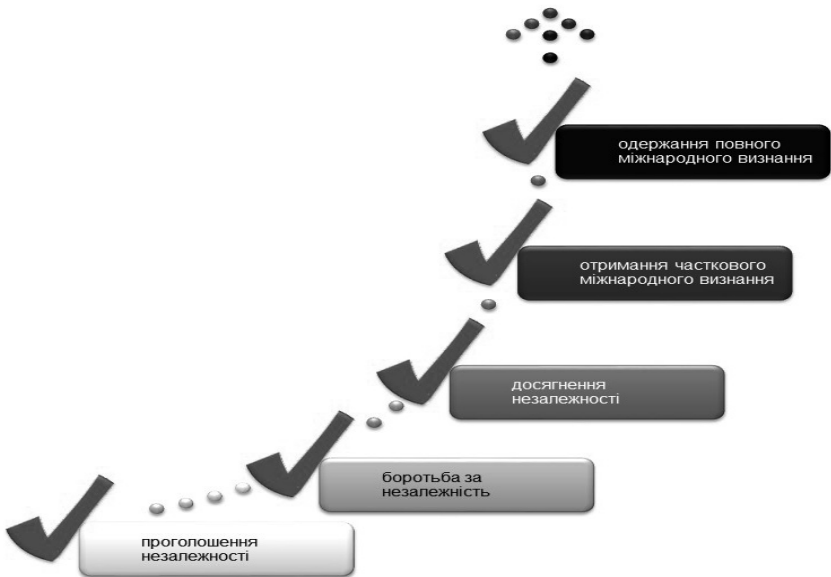 одержання повного
міжнародного визнання
отримання часткового
міжнародного визнання
досягнення
незалежності
боротьба за
незалежність
проголошення
незалежності